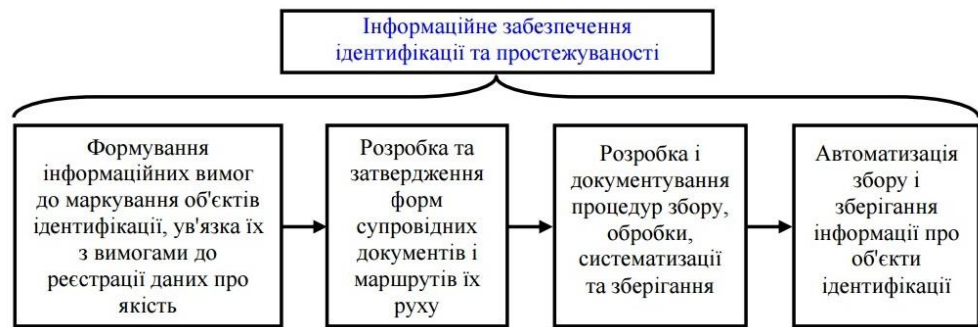 Інформаційне забезпечення
ідентифікації та простежуваності
Формування
інформаційних вимог
до маркування об'єктів
ідентифікації, ув'язка їх
з вимогами до
реєстрації даних про
якість
Розробка та
затвердження
форм
супровідних
документів і
маршрутів їх
руху
Розробка і
документування
процедур збору,
обробки,
систематизації
та зберігання
Автоматизація
збору і
зберігання
інформації про
об'єкти
ідентифікації